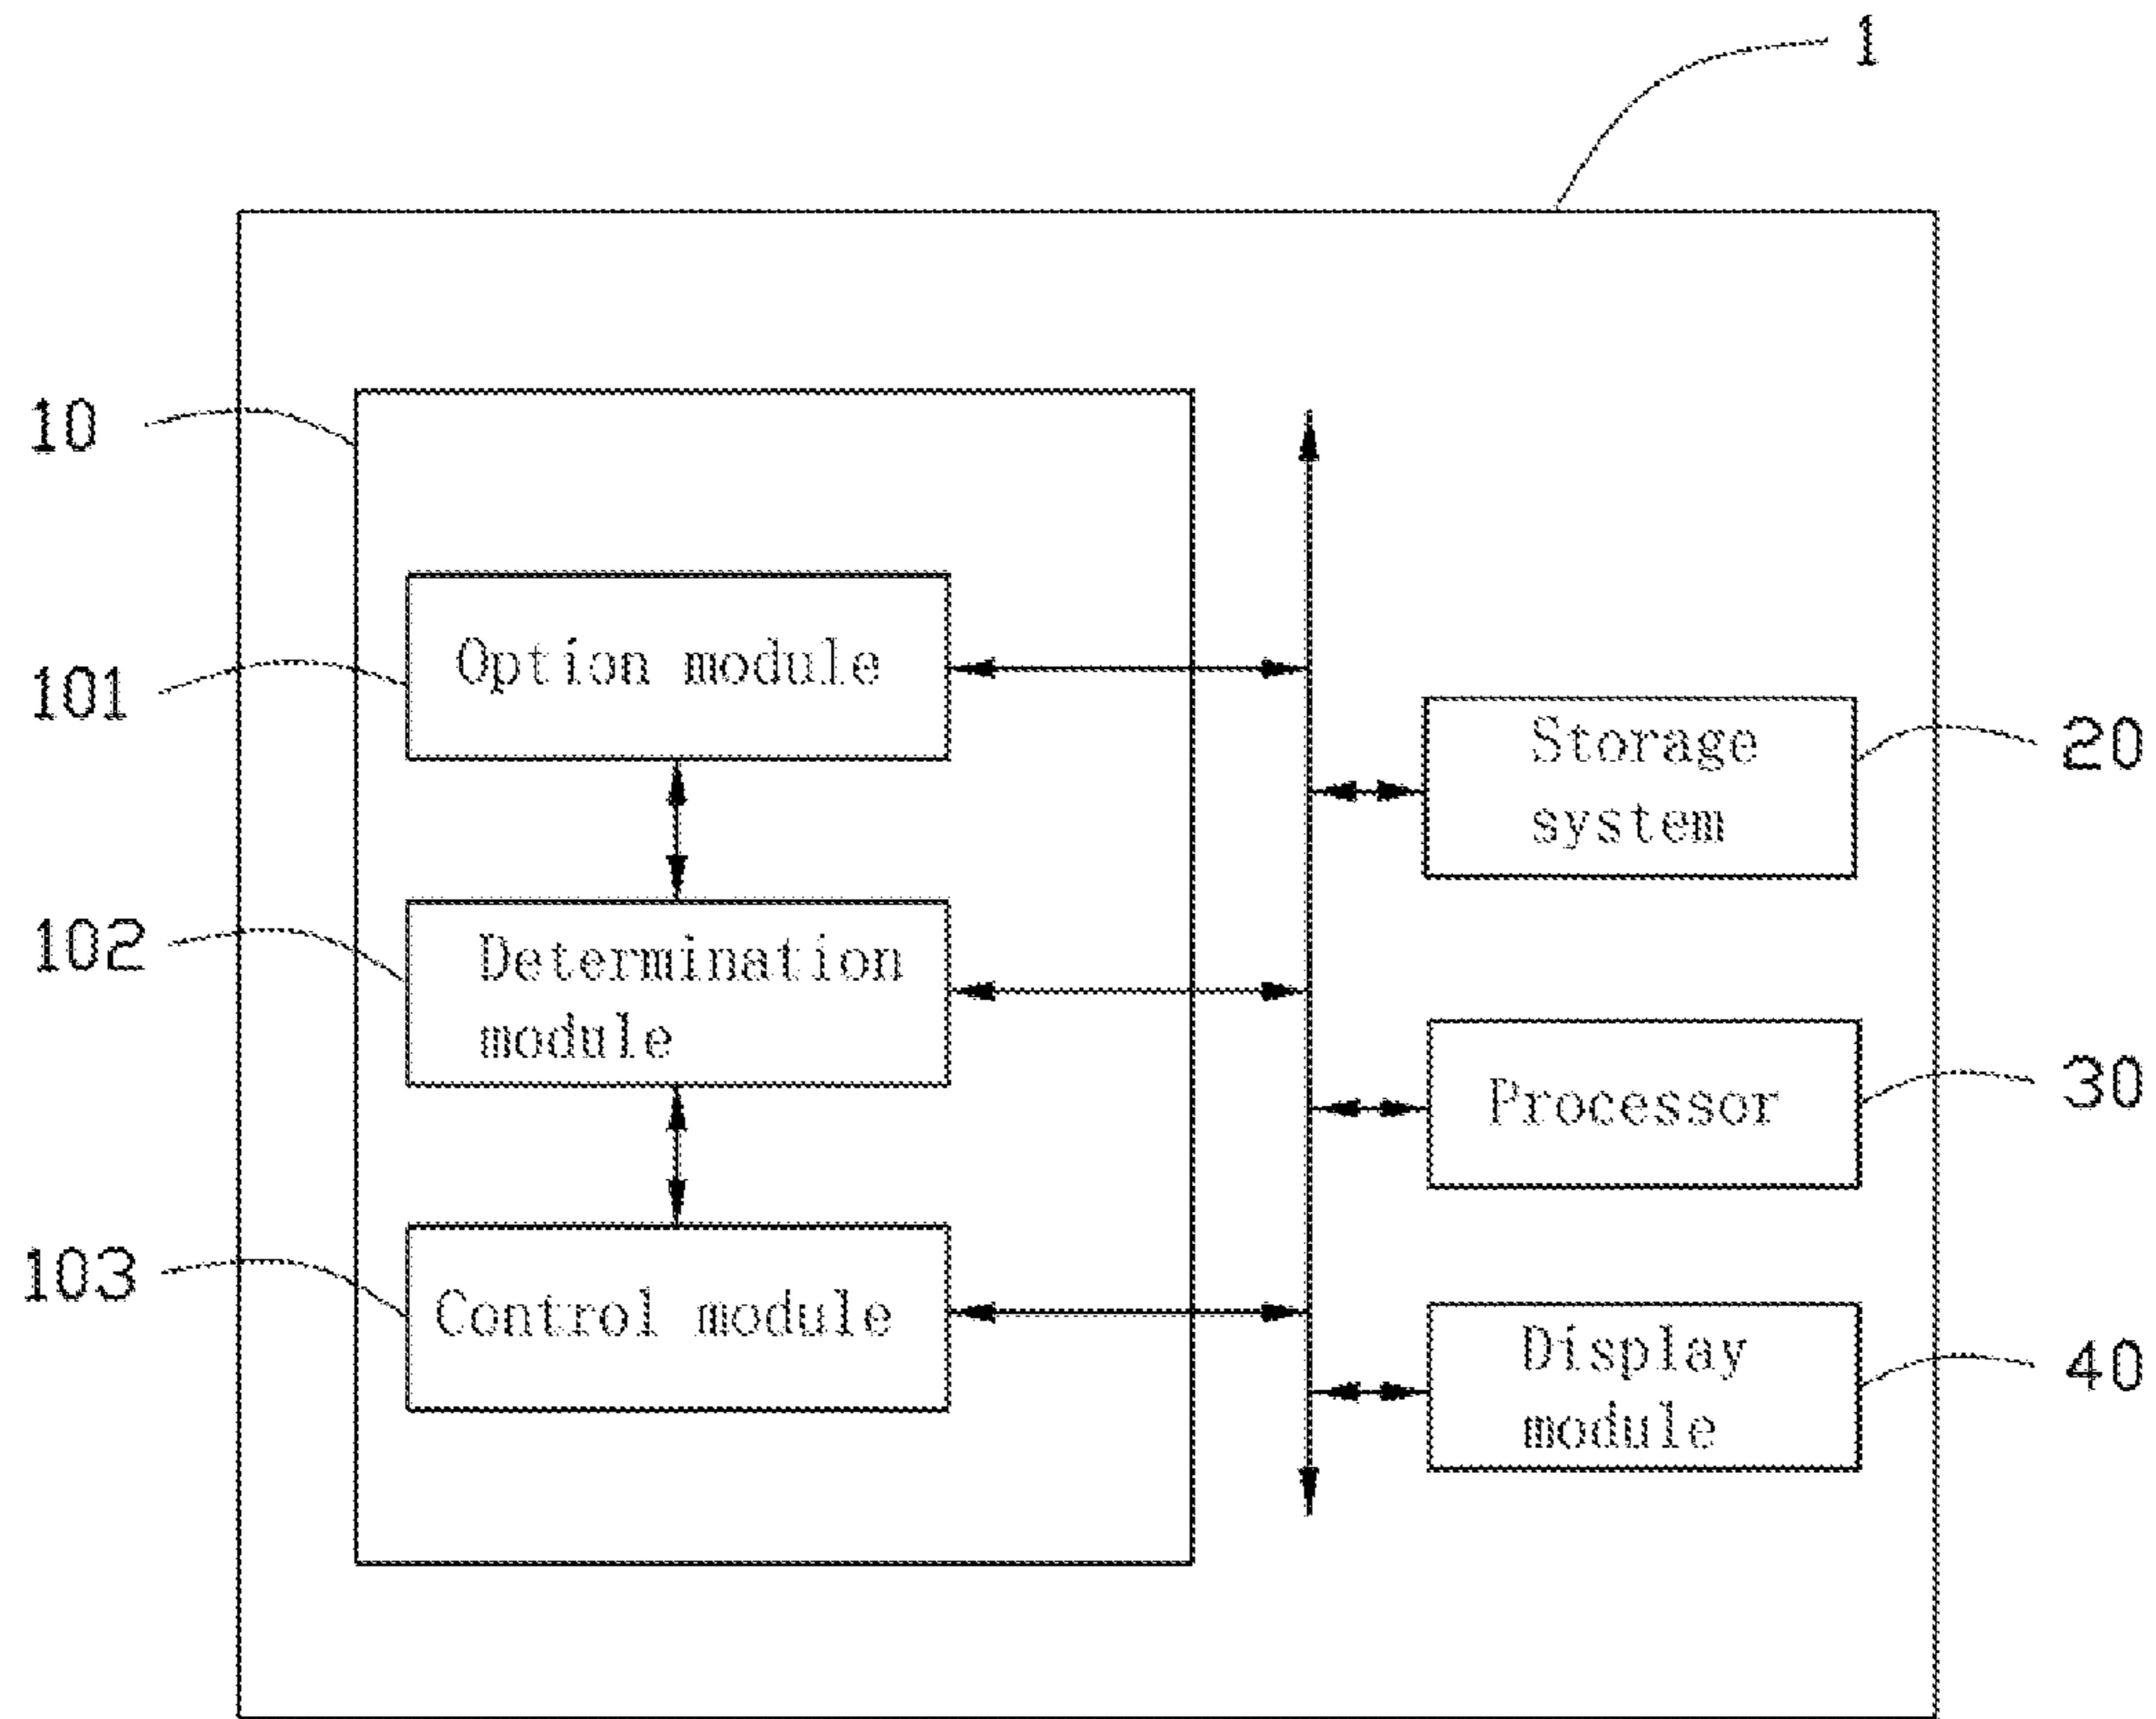 1
10
101
Option module
Storage
system
20
102
Determination
module
Processor
30
103
Control module
Display
module
40